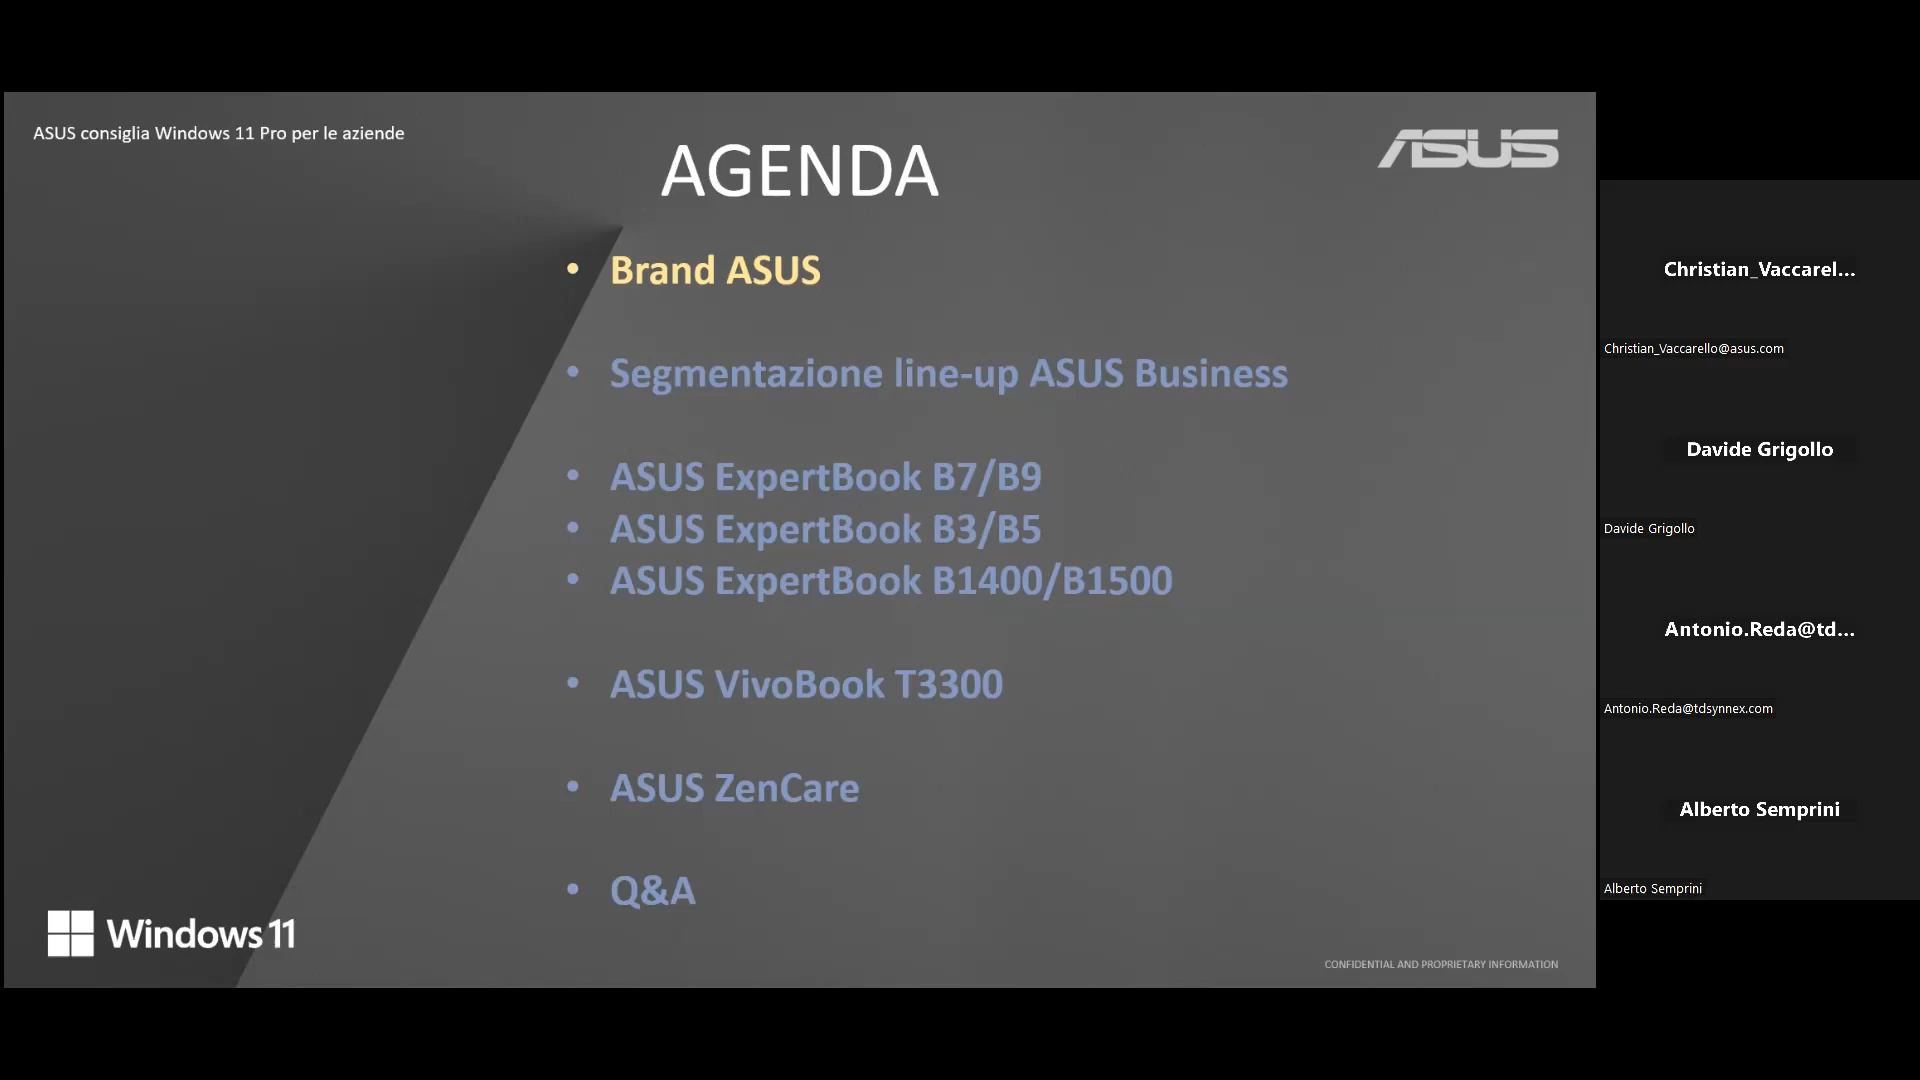 ASUS consiglia Windows 11 Pro per le aziende
ASUS
AGENDA
• Brand ASUS
• Segmentazione line-up ASUS Business
• ASUS ExpertBook B7/B9
• ASUS ExpertBook B3/B5
• ASUS ExpertBook B1400/B1500
• ASUS VivoBook T3300
• ASUS ZenCare
• Q&A
Windows 11
CONFIDENTIAL AND PROPRIETARY INFORMATION
Christian_Vaccarel...
Christian_Vaccarello@asus.com
Davide Grigollo
Davide Grigollo
Antonio.Reda@td...
Antonio.Reda@tdsynnex.com
Alberto Semprini
Alberto Semprini